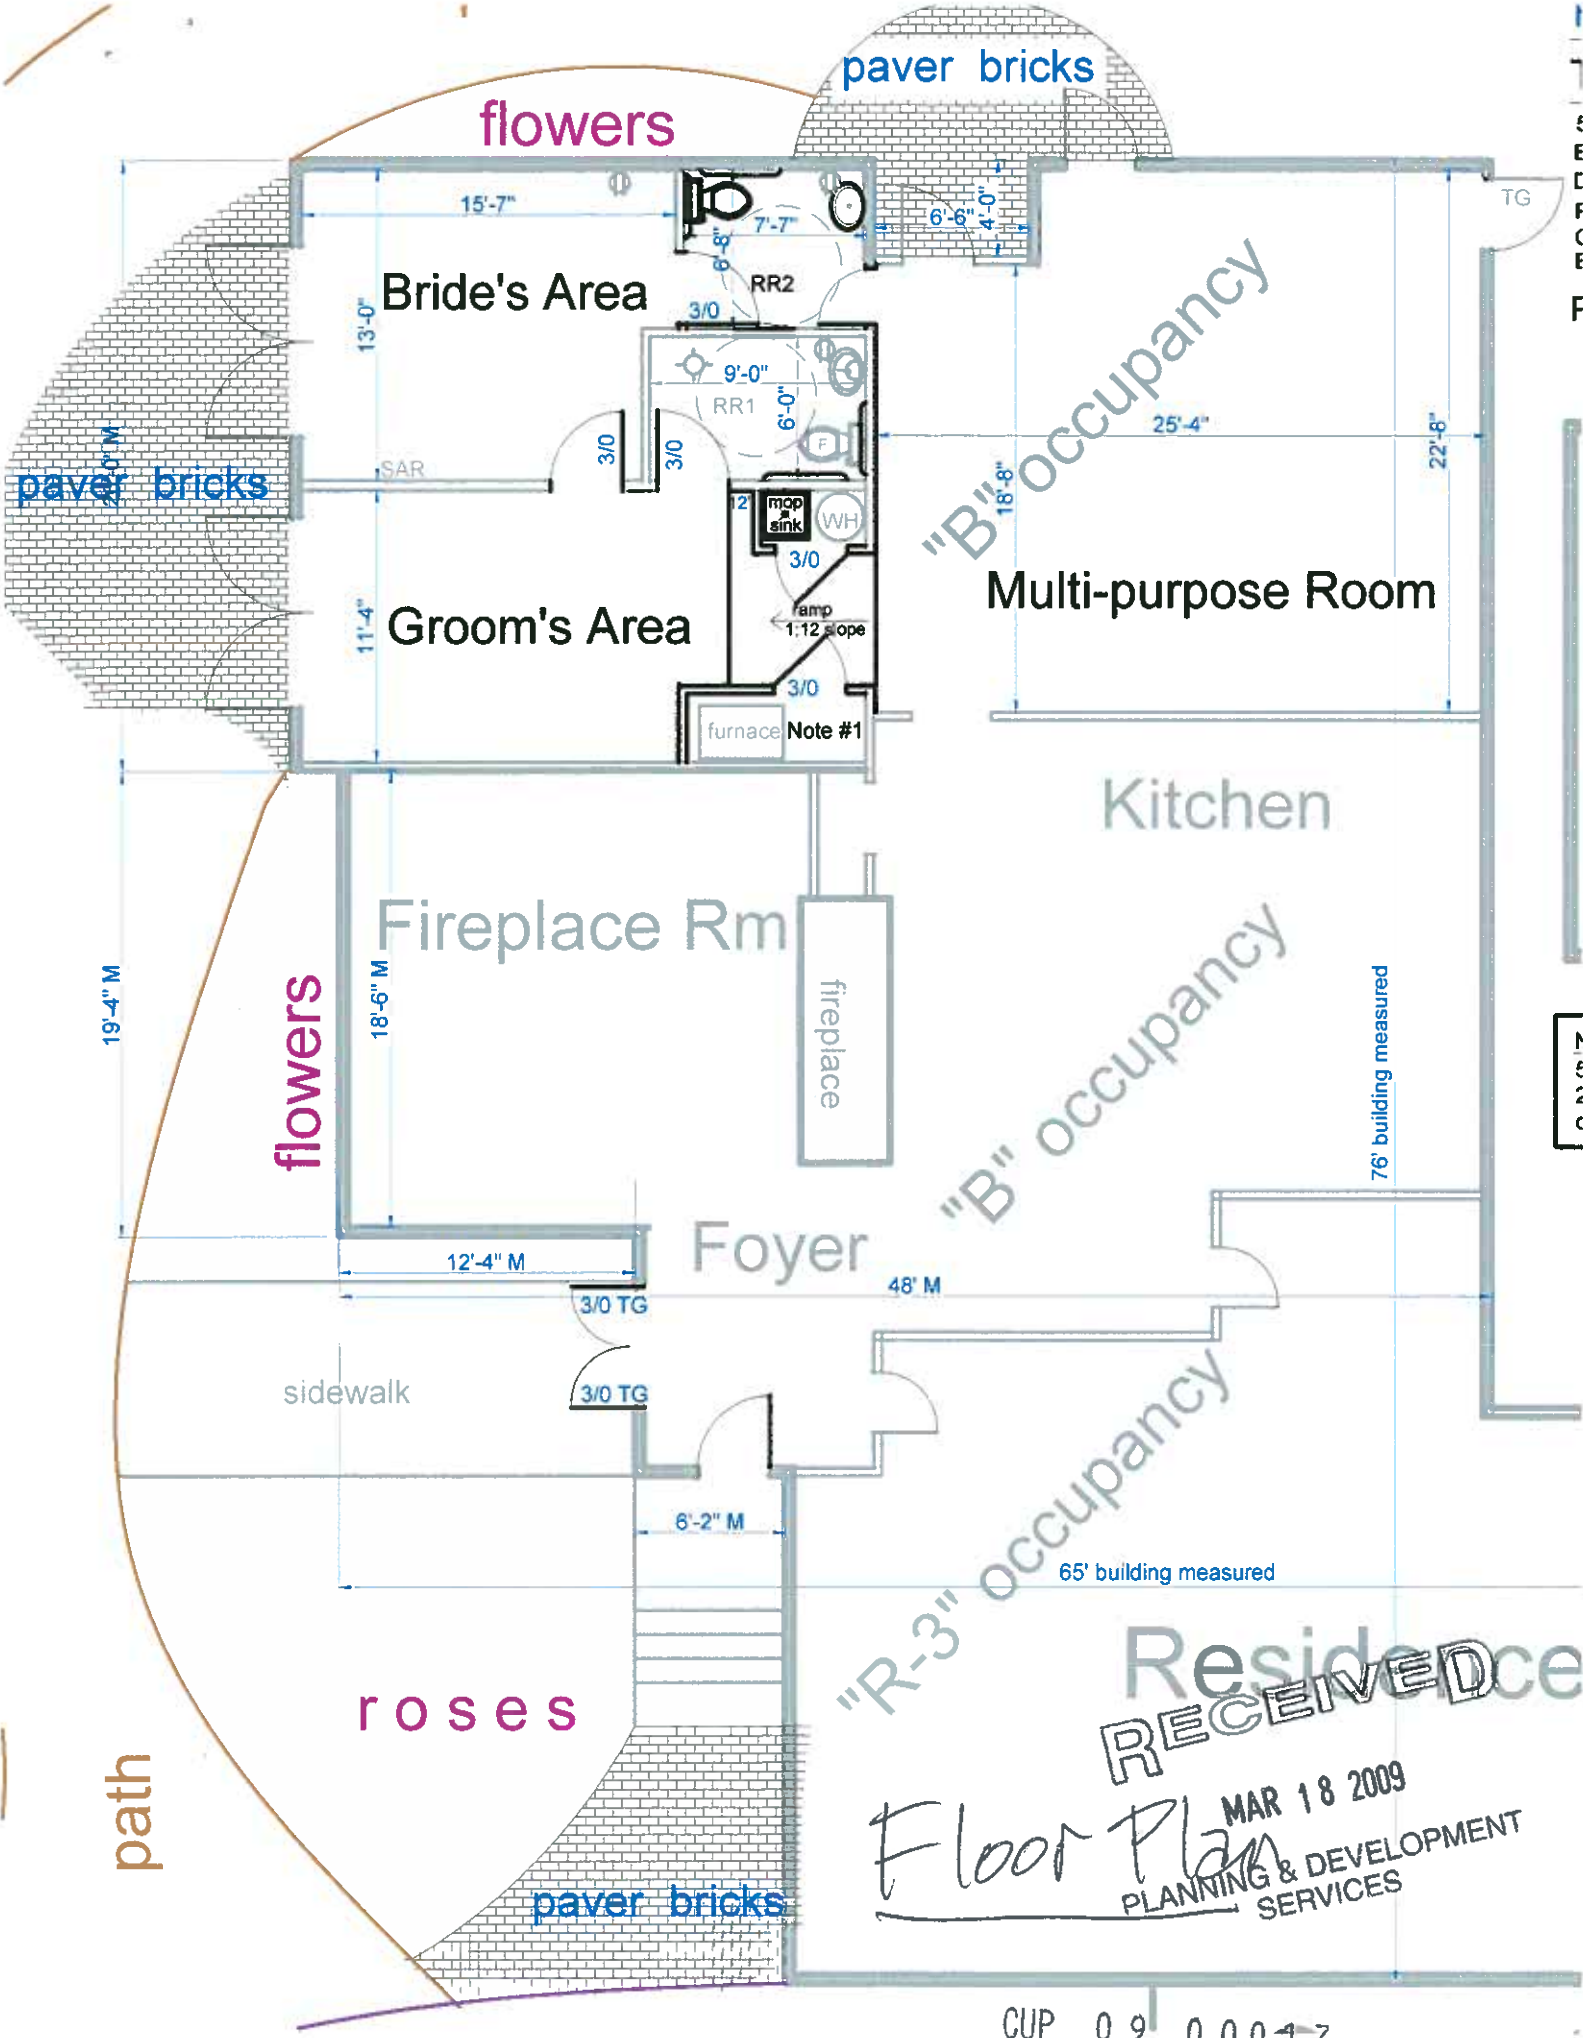 paver bricks
flowers
TG
15'-7"
7'-7"
6'-6"
4'-0"
6'-8"
RR2
Bride's Area
3/0
13'-0"
9'-0"
RR1
6'-0"
F
"B" occupancy
25'-4"
22'-8"
18'-8"
3/0
3/0
SAR
paver bricks
12'
mop
sink
WH
3/0
Multi-purpose Room
11'-4"
Groom's Area
ramp
1:12 slope
3/0
furnace
Note #1
Kitchen
Fireplace Rm
fireplace
19'-4" M
18'-6" M
flowers
"B" occupancy
76' building measured
Foyer
12'-4" M
48' M
3/0 TG
sidewalk
3/0 TG
6'-2" M
"R-3" occupancy
65' building measured
Residence
RECEIVED
roses
MAR 18 2009
Floor Plan
PLANNING & DEVELOPMENT
SERVICES
path
paver bricks
CUP 09